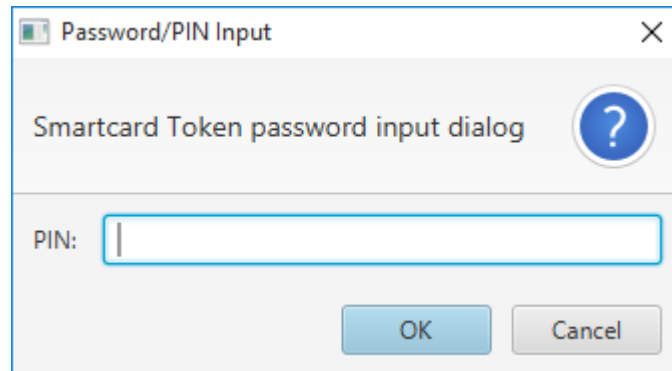 Password/PIN Input
Smartcard Token password input dialog
?
PIN:
OK
Cancel